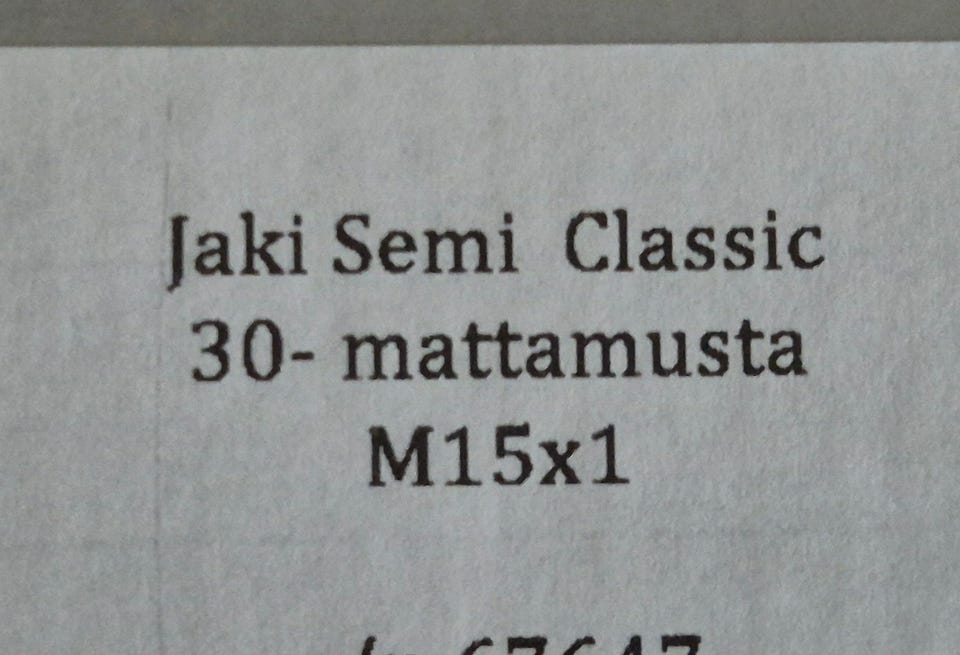 Jaki Semi Classic
30- mattamusta
M15x1